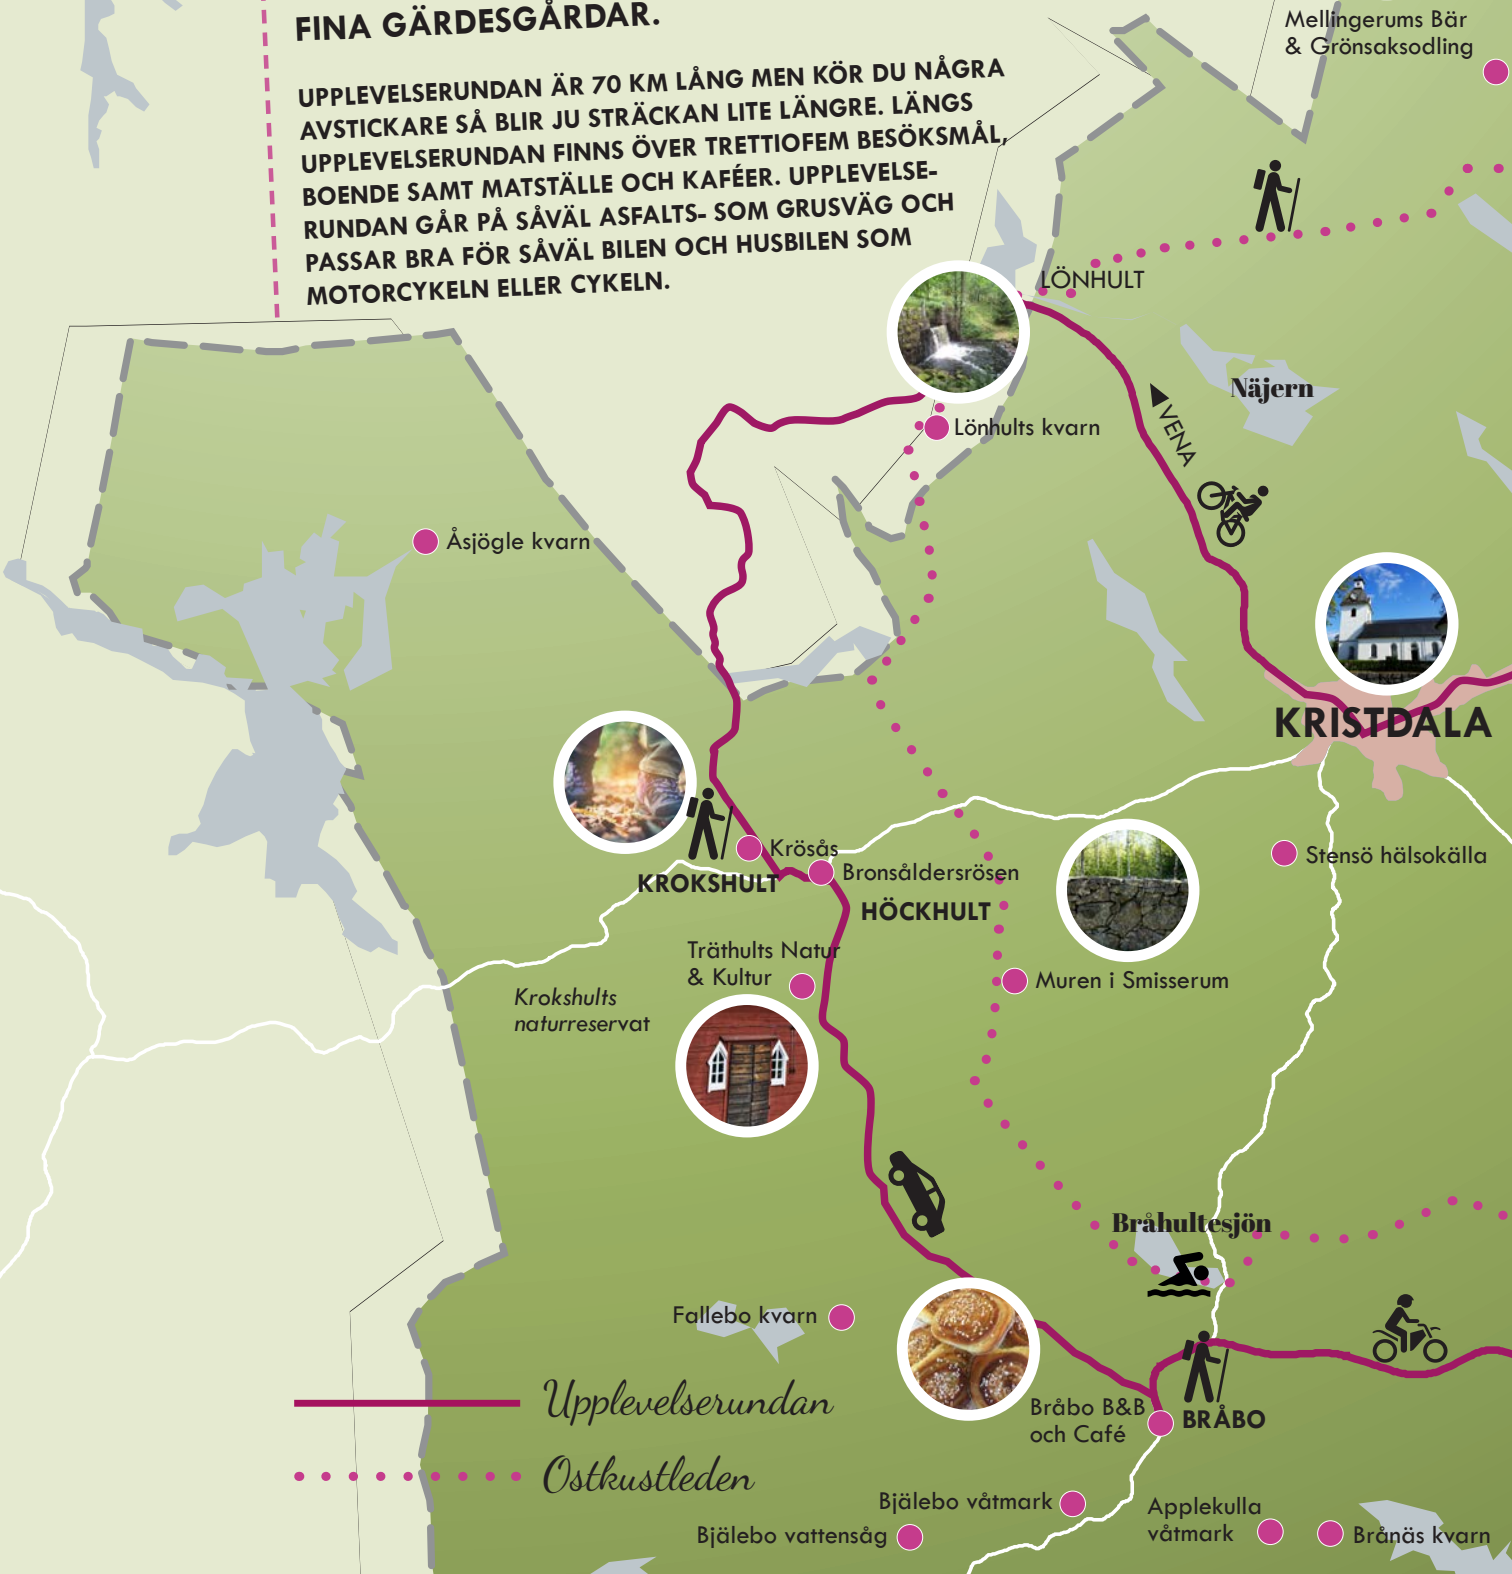 FINA GÄRDESGÅRDAR.
UPPLEVELSERUNDAN ÄR 70 KM LÅNG MEN KÖR DU NÅGRA
AVSTICKARE SÅ BLIR JU STRÄCKAN LITE LÄNGRE. LÄNGS
UPPLEVELSERUNDAN FINNS ÖVER TRETTIOFEM BESÖKSMÅL,
BOENDE SAMT MATSTÄLLE OCH KAFÉER. UPPLEVELSE-
RUNDAN GÅR PÅ SÅVÄL ASFALTS- SOM GRUSVÄG OCH
PASSAR BRA FÖR SÅVÄL BILEN OCH HUSBILEN SOM
MOTORCYKELN ELLER CYKELN.
Mellingerums Bär
& Grönsaksodling
LÖNHULT
Näjern
Lönhults kvarn
VENA
Åsjögle kvarn
KRISTDALA
Krösås
Stensö hälsokälla
Bronsåldersrösen
KROKSHULT
HÖCKHULT
Träthults Natur
& Kultur
Muren i Smisserum
Krokshults
naturreservat
Bråhultesjön
Fallebo kvarn
Upplevelserundan
Bråbo B&B
och Café
BRÅBO
Ostkustleden
Bjälebo våtmark
Applekulla
våtmark
Bjälebo vattensåg
Brånäs kvarn